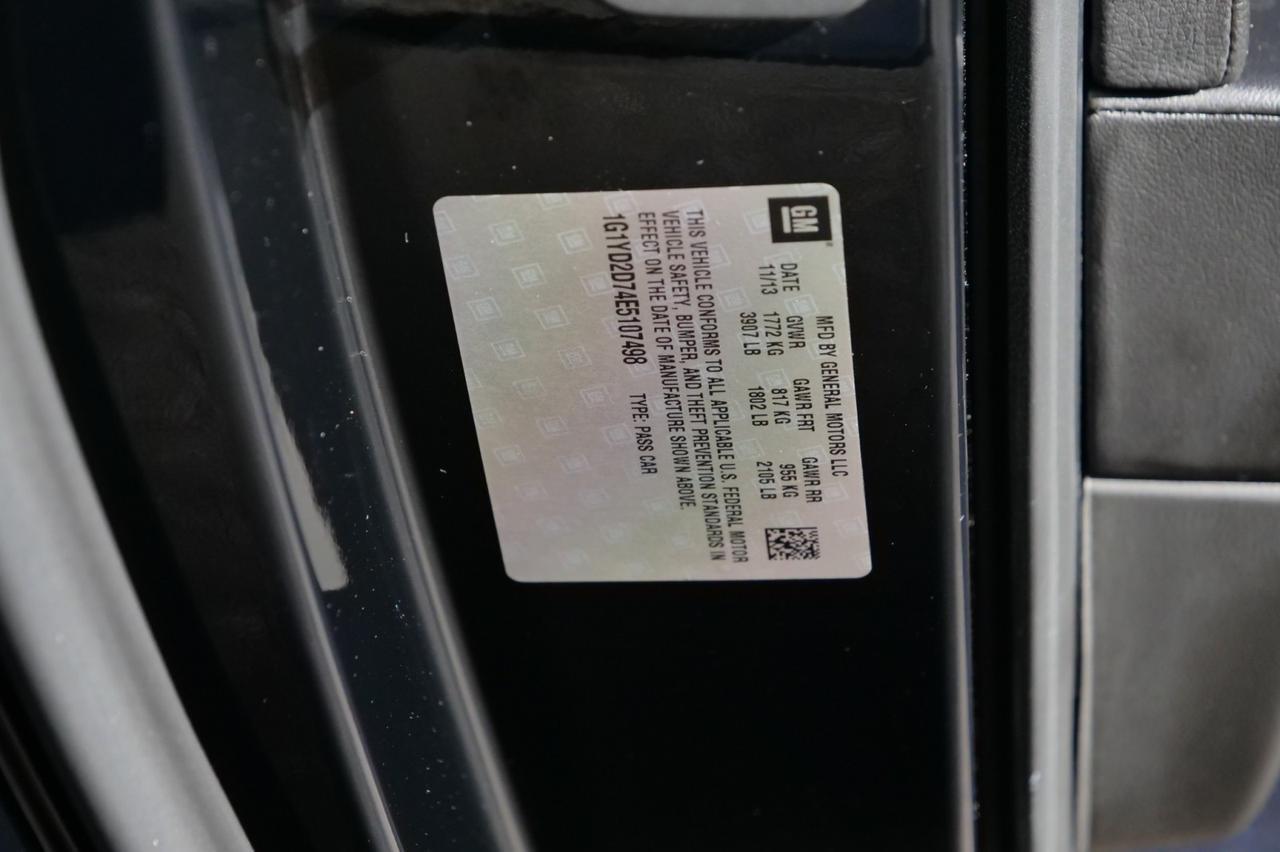 GM
MFD BY GENERAL MOTORS LLC
DATE GVWR GAWR FRT GAWR RR
11/13 1772 KG 817 KG 955 KG
3907 LB 1802 LB 2105 LB
THIS VEHICLE CONFORMS TO ALL APPLICABLE U.S. FEDERAL MOTOR
VEHICLE SAFETY, BUMPER, AND THEFT PREVENTION STANDARDS IN
EFFECT ON THE DATE OF MANUFACTURE SHOWN ABOVE.
1G1YD2D74E5107498 TYPE: PASS CAR